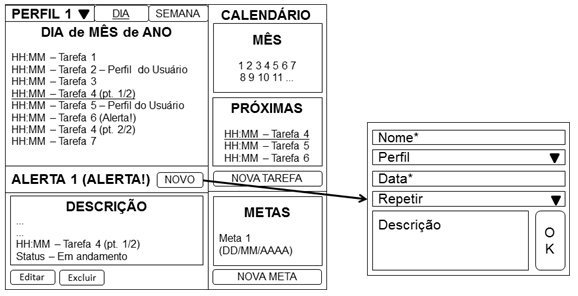 PERFIL 1 ▼ DIA SEMANA
DIA de MÊS de ANO
HH:MM – Tarefa 1
HH:MM – Tarefa 2 – Perfil do Usuário
HH:MM – Tarefa 3
HH:MM – Tarefa 4 (pt. 1/2)
HH:MM – Tarefa 5 – Perfil do Usuário
HH:MM – Tarefa 6 (Alerta!)
HH:MM – Tarefa 4 (pt. 2/2)
HH:MM – Tarefa 7
ALERTA 1 (ALERTA!) NOVO
DESCRIÇÃO
...
...
HH:MM – Tarefa 4 (pt. 1/2)
Status – Em andamento
Editar Excluir
CALENDÁRIO
MÊS
1 2 3 4 5 6 7
8 9 10 11 ...
PRÓXIMAS
HH:MM – Tarefa 4
HH:MM – Tarefa 5
HH:MM – Tarefa 6
NOVA TAREFA
METAS
Meta 1
(DD/MM/AAAA)
NOVA META
Nome*
Perfil ▼
Data*
Repetir ▼
Descrição
O
K